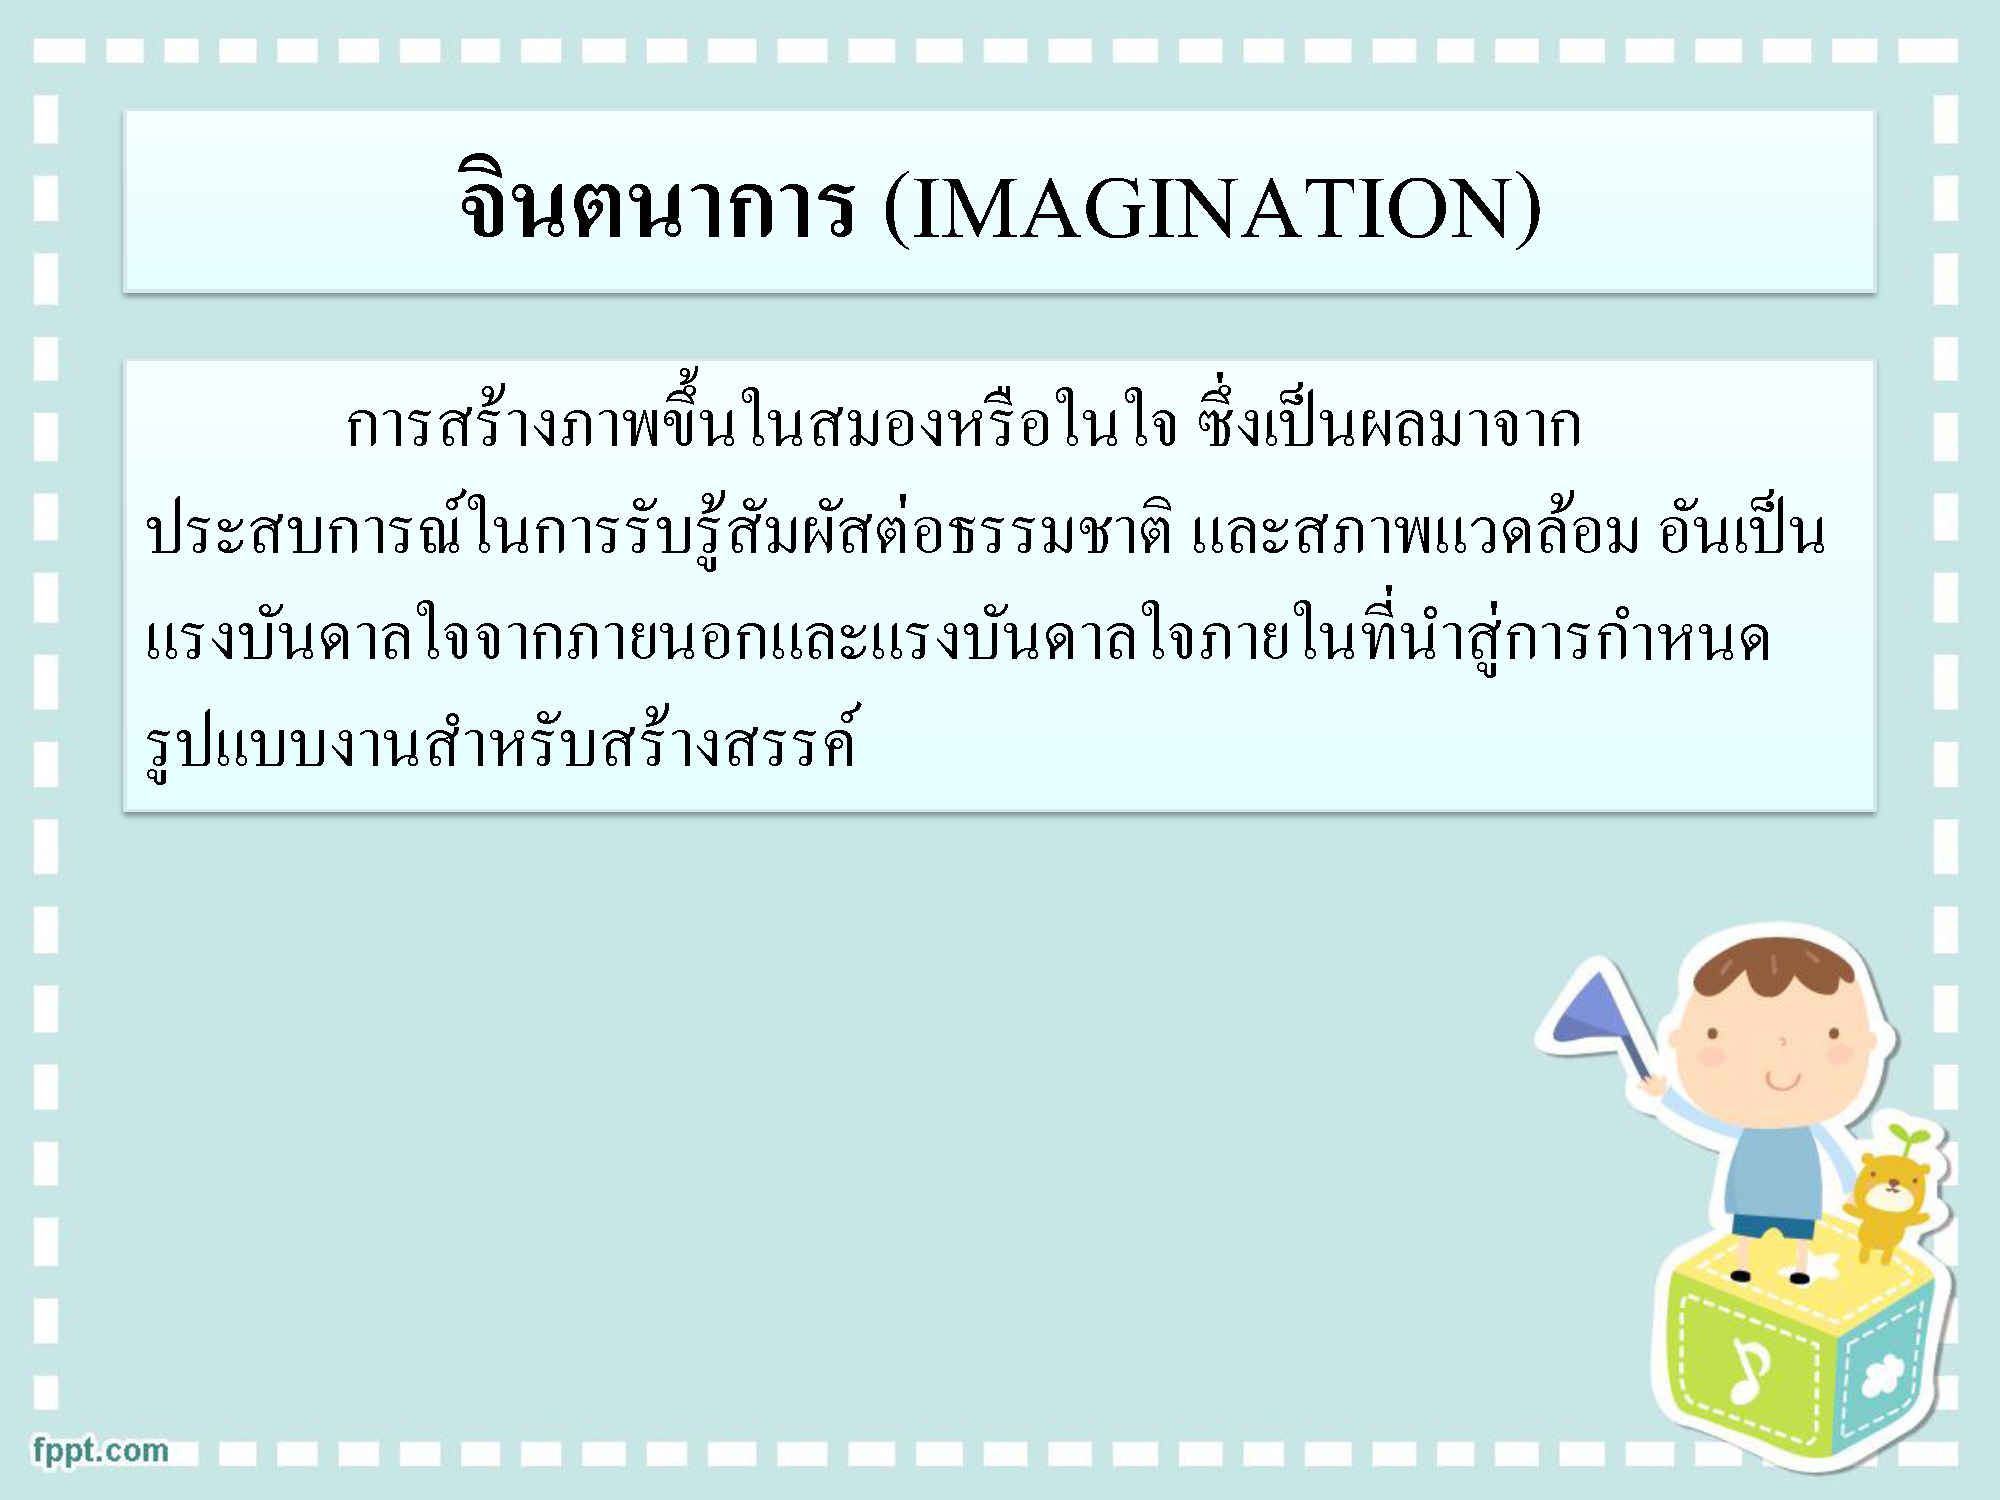 จินตนาการ (IMAGINATION)
การสร้างภาพขึ้นในสมองหรือในใจ ซึ่งเป็นผลมาจาก
ประสบการณ์ในการรับรู้สัมผัสต่อธรรมชาติ และสภาพแวดล้อม อันเป็น
แรงบันดาลใจจากภายนอกและแรงบันดาลใจภายในที่นำสู่การกำหนด
รูปแบบงานสำหรับสร้างสรรค์
fppt.com